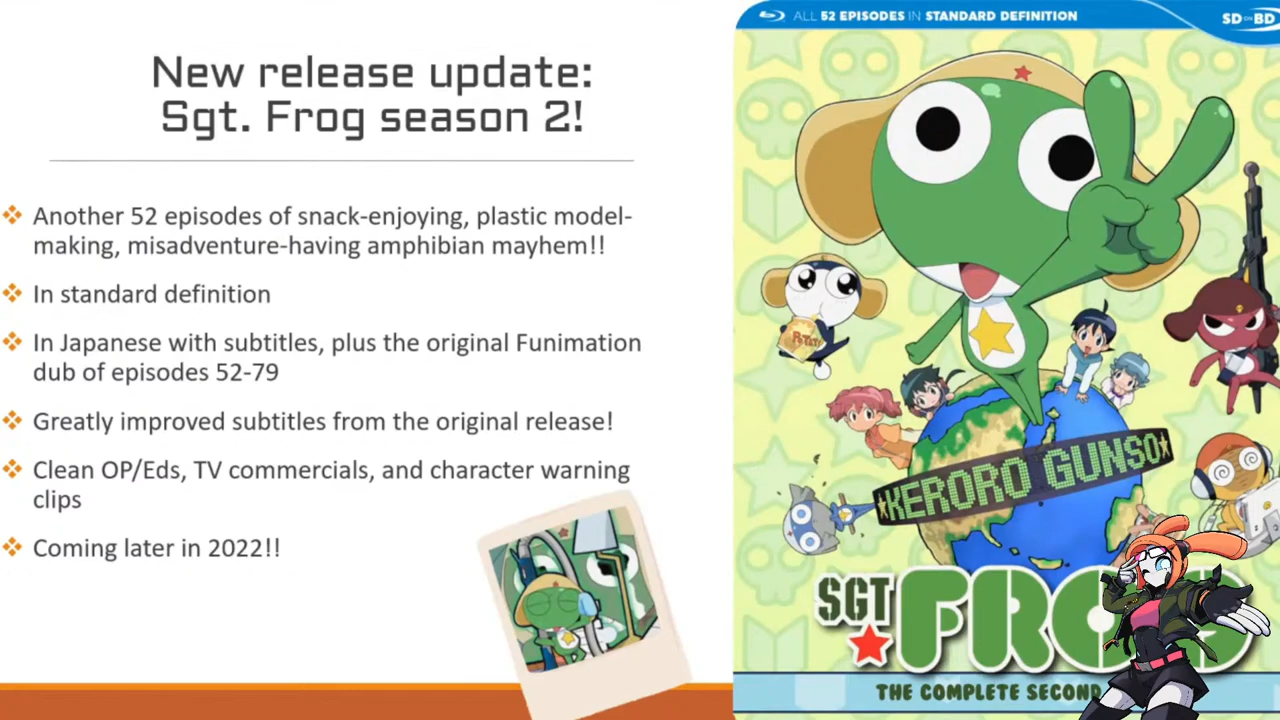 New release update:
Sgt. Frog season 2!
❖ Another 52 episodes of snack-enjoying, plastic model-
making, misadventure-having amphibian mayhem!!
❖ In standard definition
❖ In Japanese with subtitles, plus the original Funimation
dub of episodes 52-79
❖ Greatly improved subtitles from the original release!
❖ Clean OP/Eds, TV commercials, and character warning
clips
❖ Coming later in 2022!!
ALL 52 EPISODES IN STANDARD DEFINITION
SD ON BD
★KERORO GUNSO★
SGT
★FRO
THE COMPLETE SECOND